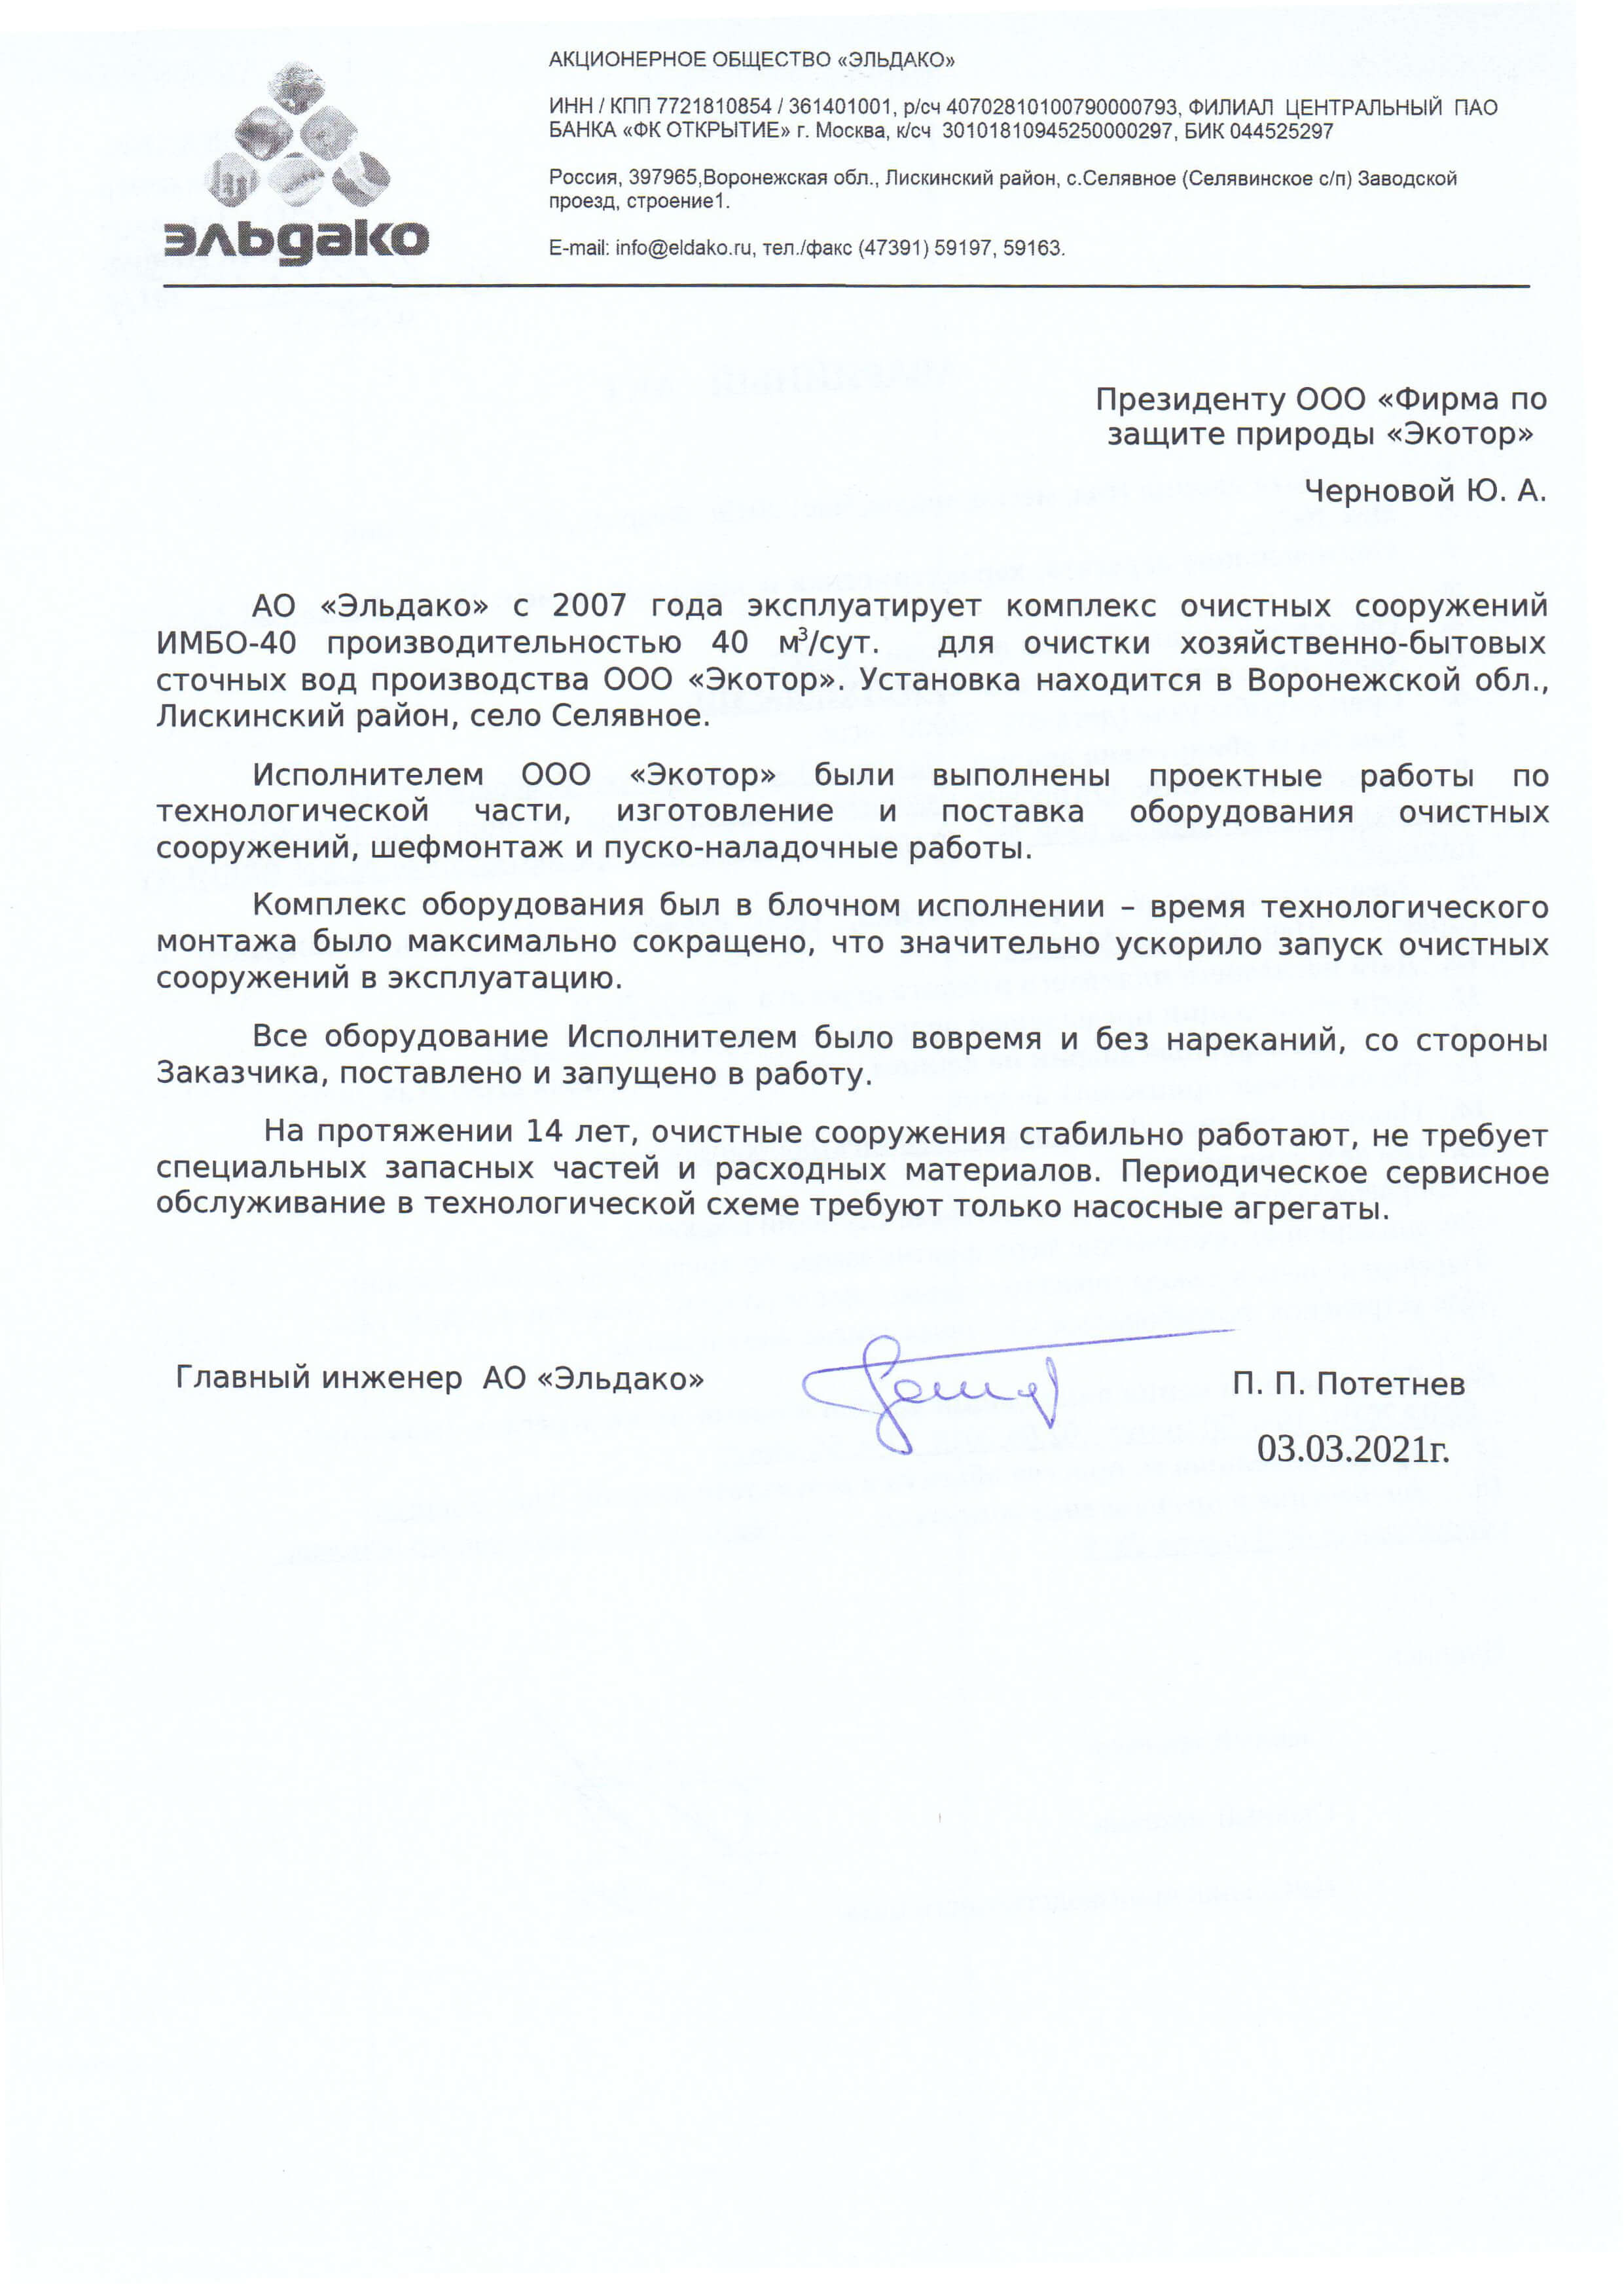 эльдако
АКЦИОНЕРНОЕ ОБЩЕСТВО «ЭЛЬДАКО»
ИНН / КПП 7721810854 / 361401001, р/сч 40702810100790000793, ФИЛИАЛ ЦЕНТРАЛЬНЫЙ ПАО
БАНКА «ФК ОТКРЫТИЕ» г. Москва, к/сч 30101810945250000297, БИК 044525297
Россия, 397965,Воронежская обл., Лискинский район, с.Селявное (Селявинское с/п) Заводской
проезд, строение1.
E-mail: info@eldako.ru, тел./факс (47391) 59197, 59163.
Президенту ООО «Фирма по
защите природы «Экотор»
Черновой Ю. А.
АО «Эльдако» с 2007 года эксплуатирует комплекс очистных сооружений
ИМБО-40 производительностью 40 м³/сут. для очистки хозяйственно-бытовых
сточных вод производства ООО «Экотор». Установка находится в Воронежской обл.,
Лискинский район, село Селявное.
Исполнителем ООО «Экотор» были выполнены проектные работы по
технологической части, изготовление и поставка оборудования очистных
сооружений, шефмонтаж и пуско-наладочные работы.
Комплекс оборудования был в блочном исполнении – время технологического
монтажа было максимально сокращено, что значительно ускорило запуск очистных
сооружений в эксплуатацию.
Все оборудование Исполнителем было вовремя и без нареканий, со стороны
Заказчика, поставлено и запущено в работу.
На протяжении 14 лет, очистные сооружения стабильно работают, не требует
специальных запасных частей и расходных материалов. Периодическое сервисное
обслуживание в технологической схеме требуют только насосные агрегаты.
Главный инженер АО «Эльдако»
П. П. Потетнев
03.03.2021г.